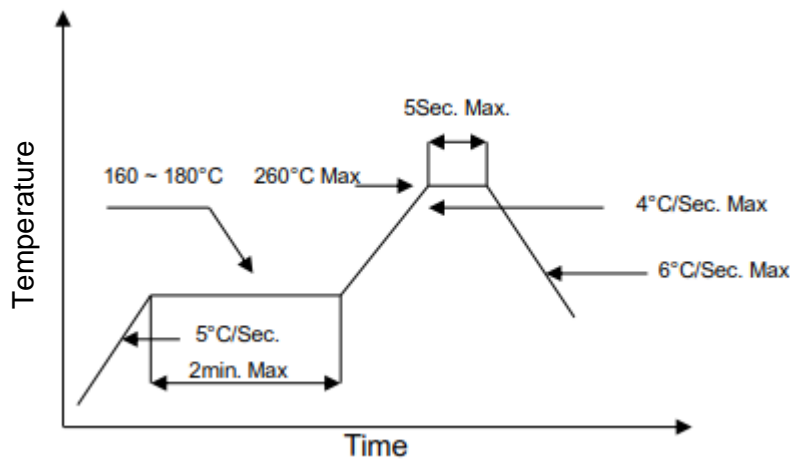 5Sec. Max.
160 ~ 180°C
260°C Max
4°C/Sec. Max
6°C/Sec. Max
5°C/Sec.
2min. Max
Temperature
Time